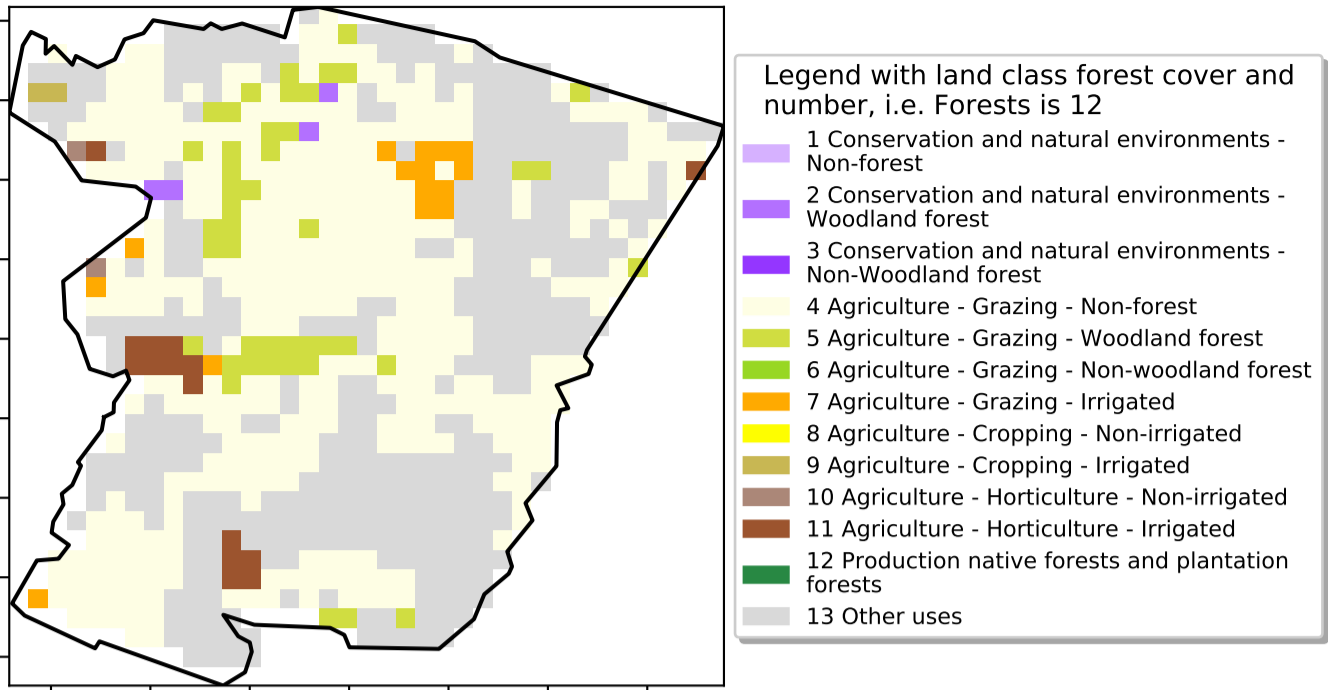 Legend with land class forest cover and
number, i.e. Forests is 12
1 Conservation and natural environments -
Non-forest
2 Conservation and natural environments -
Woodland forest
3 Conservation and natural environments -
Non-Woodland forest
4 Agriculture - Grazing - Non-forest
5 Agriculture - Grazing - Woodland forest
6 Agriculture - Grazing - Non-woodland forest
7 Agriculture - Grazing - Irrigated
8 Agriculture - Cropping - Non-irrigated
9 Agriculture - Cropping - Irrigated
10 Agriculture - Horticulture - Non-irrigated
11 Agriculture - Horticulture - Irrigated
12 Production native forests and plantation
forests
13 Other uses